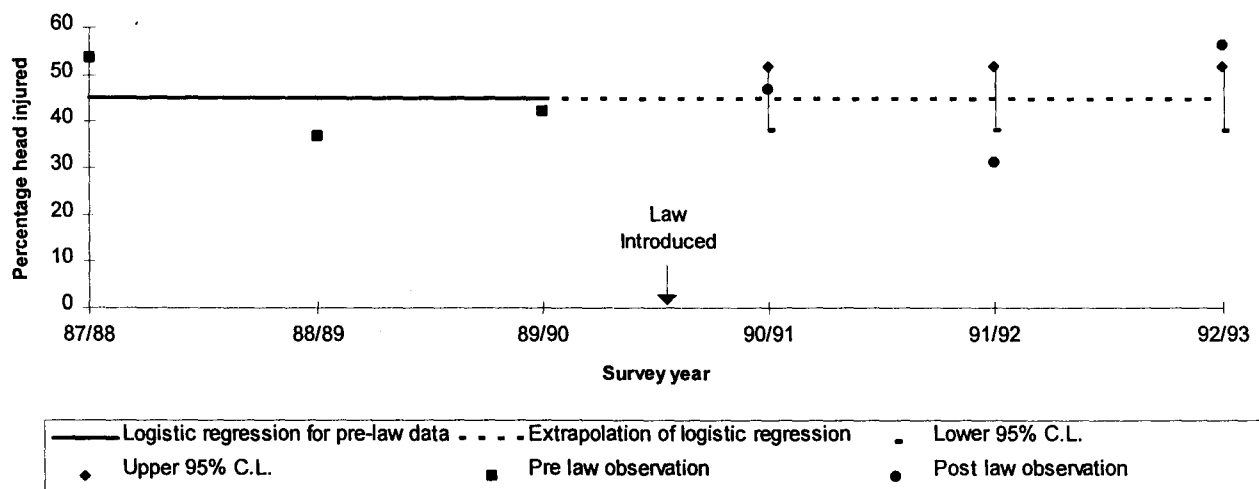 60
50
40
30
20
10
0
Percentage head injured
Law
Introduced
87/88 88/89 89/90 90/91 91/92 92/93
Survey year
Logistic regression for pre-law data Extrapolation of logistic regression Lower 95% C.L.
Upper 95% C.L. Pre law observation Post law observation